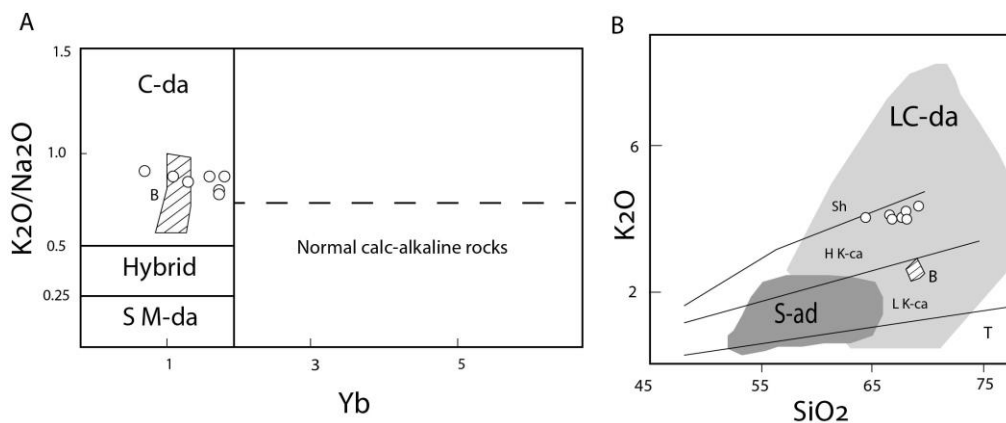 A
K2O/Na2O
1.5
1.0
0.5
0.25
C-da
B
Hybrid
S M-da
Normal calc-alkaline rocks
1
3
5
Yb
B
K2O
6
2
LC-da
Sh
H K-ca
B
L K-ca
S-ad
T
45
55
65
75
SiO2